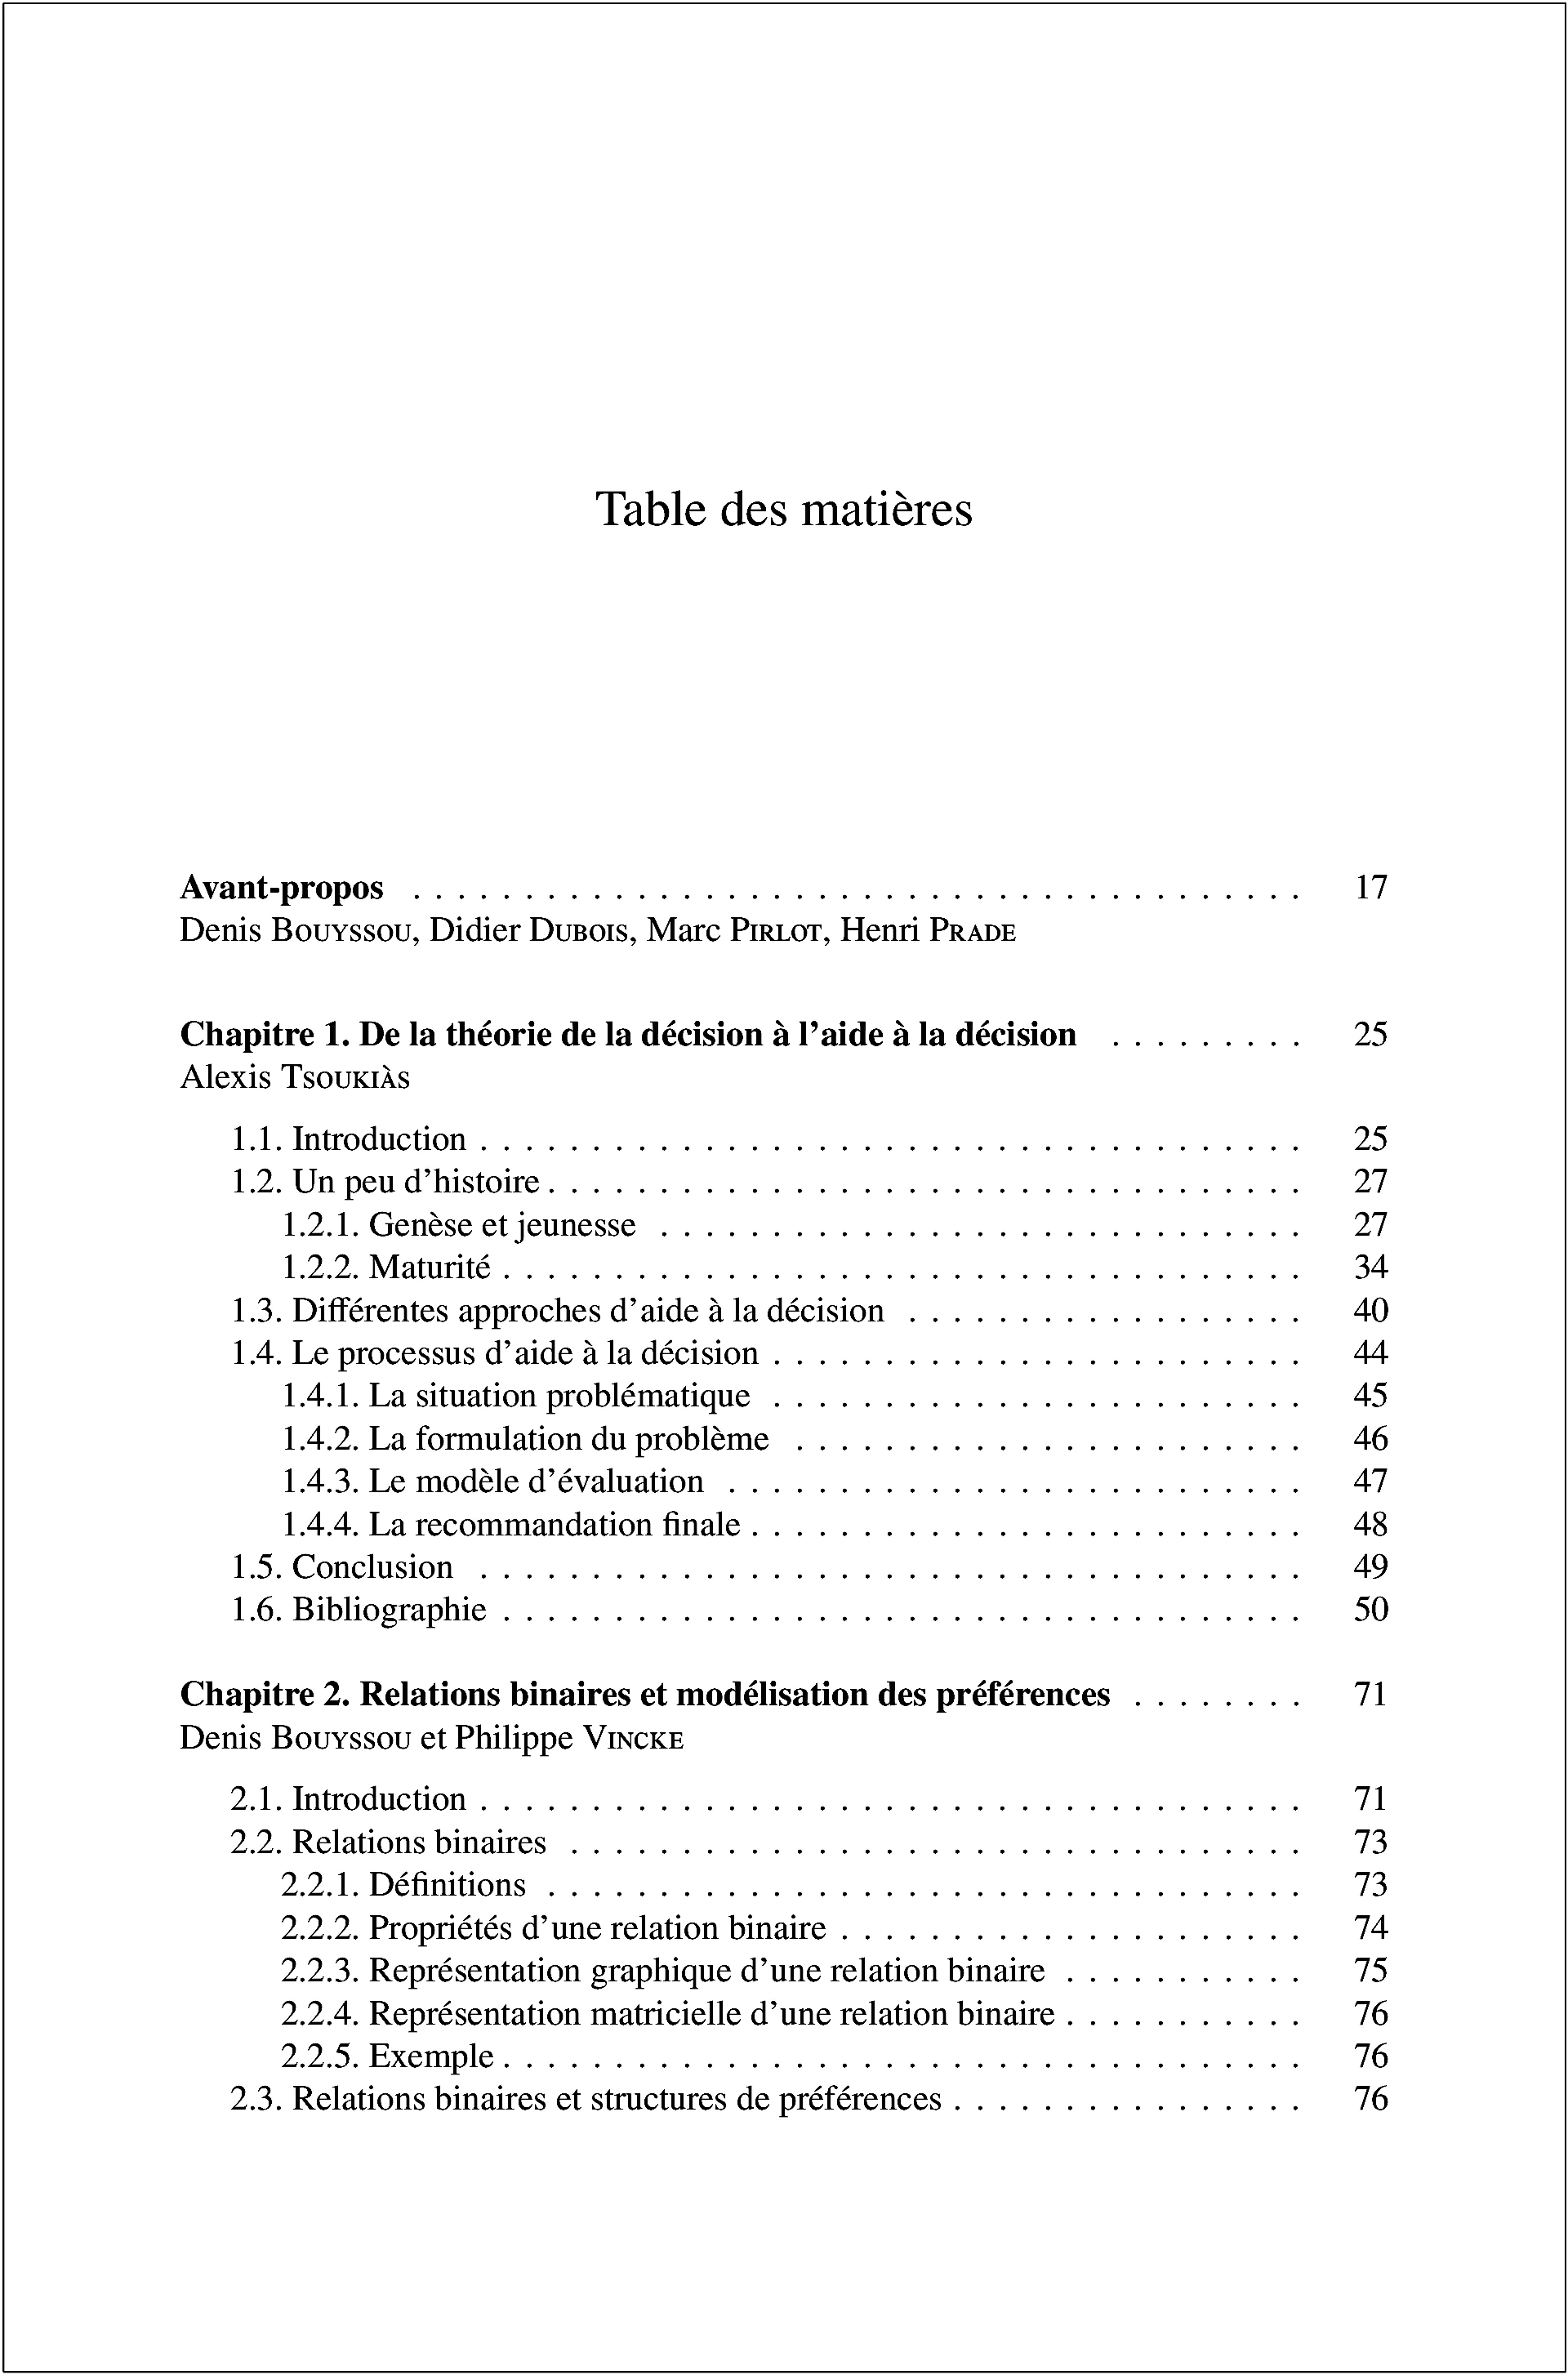 Table des matières
Avant-propos . . . . . . . . . . . . . . . . . . . . . . . . . . . . . . . . . . . . . . . . 17
Denis BOUYSSOU, Didier DUBOIS, Marc PIRLOT, Henri PRADE
Chapitre 1. De la théorie de la décision à l’aide à la décision . . . . . . . . . 25
Alexis TSOUKIÀS
1.1. Introduction . . . . . . . . . . . . . . . . . . . . . . . . . . . . . . . . . . . . . 25
1.2. Un peu d’histoire . . . . . . . . . . . . . . . . . . . . . . . . . . . . . . . . . . 27
1.2.1. Genèse et jeunesse . . . . . . . . . . . . . . . . . . . . . . . . . . . . . 27
1.2.2. Maturité . . . . . . . . . . . . . . . . . . . . . . . . . . . . . . . . . . . . 34
1.3. Différentes approches d’aide à la décision . . . . . . . . . . . . . . . . . . 40
1.4. Le processus d’aide à la décision . . . . . . . . . . . . . . . . . . . . . . . . 44
1.4.1. La situation problématique . . . . . . . . . . . . . . . . . . . . . . . . 45
1.4.2. La formulation du problème . . . . . . . . . . . . . . . . . . . . . . . 46
1.4.3. Le modèle d’évaluation . . . . . . . . . . . . . . . . . . . . . . . . . . 47
1.4.4. La recommandation finale . . . . . . . . . . . . . . . . . . . . . . . . . 48
1.5. Conclusion . . . . . . . . . . . . . . . . . . . . . . . . . . . . . . . . . . . . . 49
1.6. Bibliographie . . . . . . . . . . . . . . . . . . . . . . . . . . . . . . . . . . . . 50
Chapitre 2. Relations binaires et modélisation des préférences . . . . . . . . 71
Denis BOUYSSOU et Philippe VINCKE
2.1. Introduction . . . . . . . . . . . . . . . . . . . . . . . . . . . . . . . . . . . . . 71
2.2. Relations binaires . . . . . . . . . . . . . . . . . . . . . . . . . . . . . . . . . 73
2.2.1. Définitions . . . . . . . . . . . . . . . . . . . . . . . . . . . . . . . . . . 73
2.2.2. Propriétés d’une relation binaire . . . . . . . . . . . . . . . . . . . . . 74
2.2.3. Représentation graphique d’une relation binaire . . . . . . . . . . . 75
2.2.4. Représentation matricielle d’une relation binaire . . . . . . . . . . . 76
2.2.5. Exemple . . . . . . . . . . . . . . . . . . . . . . . . . . . . . . . . . . . . 76
2.3. Relations binaires et structures de préférences . . . . . . . . . . . . . . . . 76